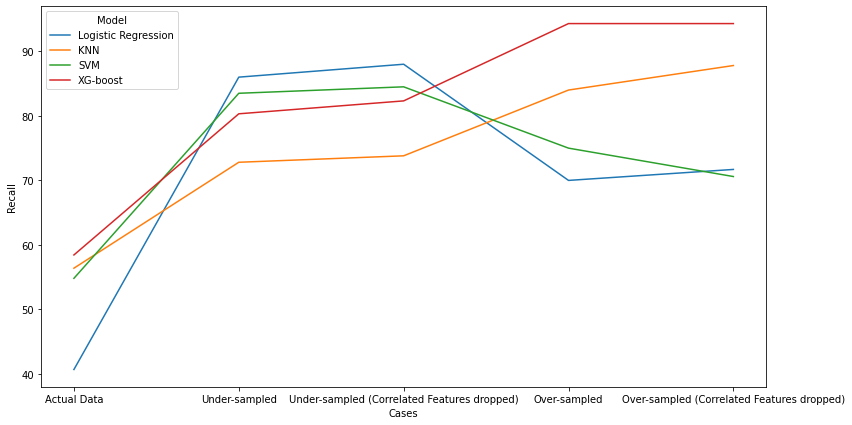 Model
Logistic Regression
KNN
SVM
XG-boost
90
80
70
60
50
40
Recall
Actual Data
Under-sampled
Under-sampled (Correlated Features dropped)
Over-sampled
Over-sampled (Correlated Features dropped)
Cases